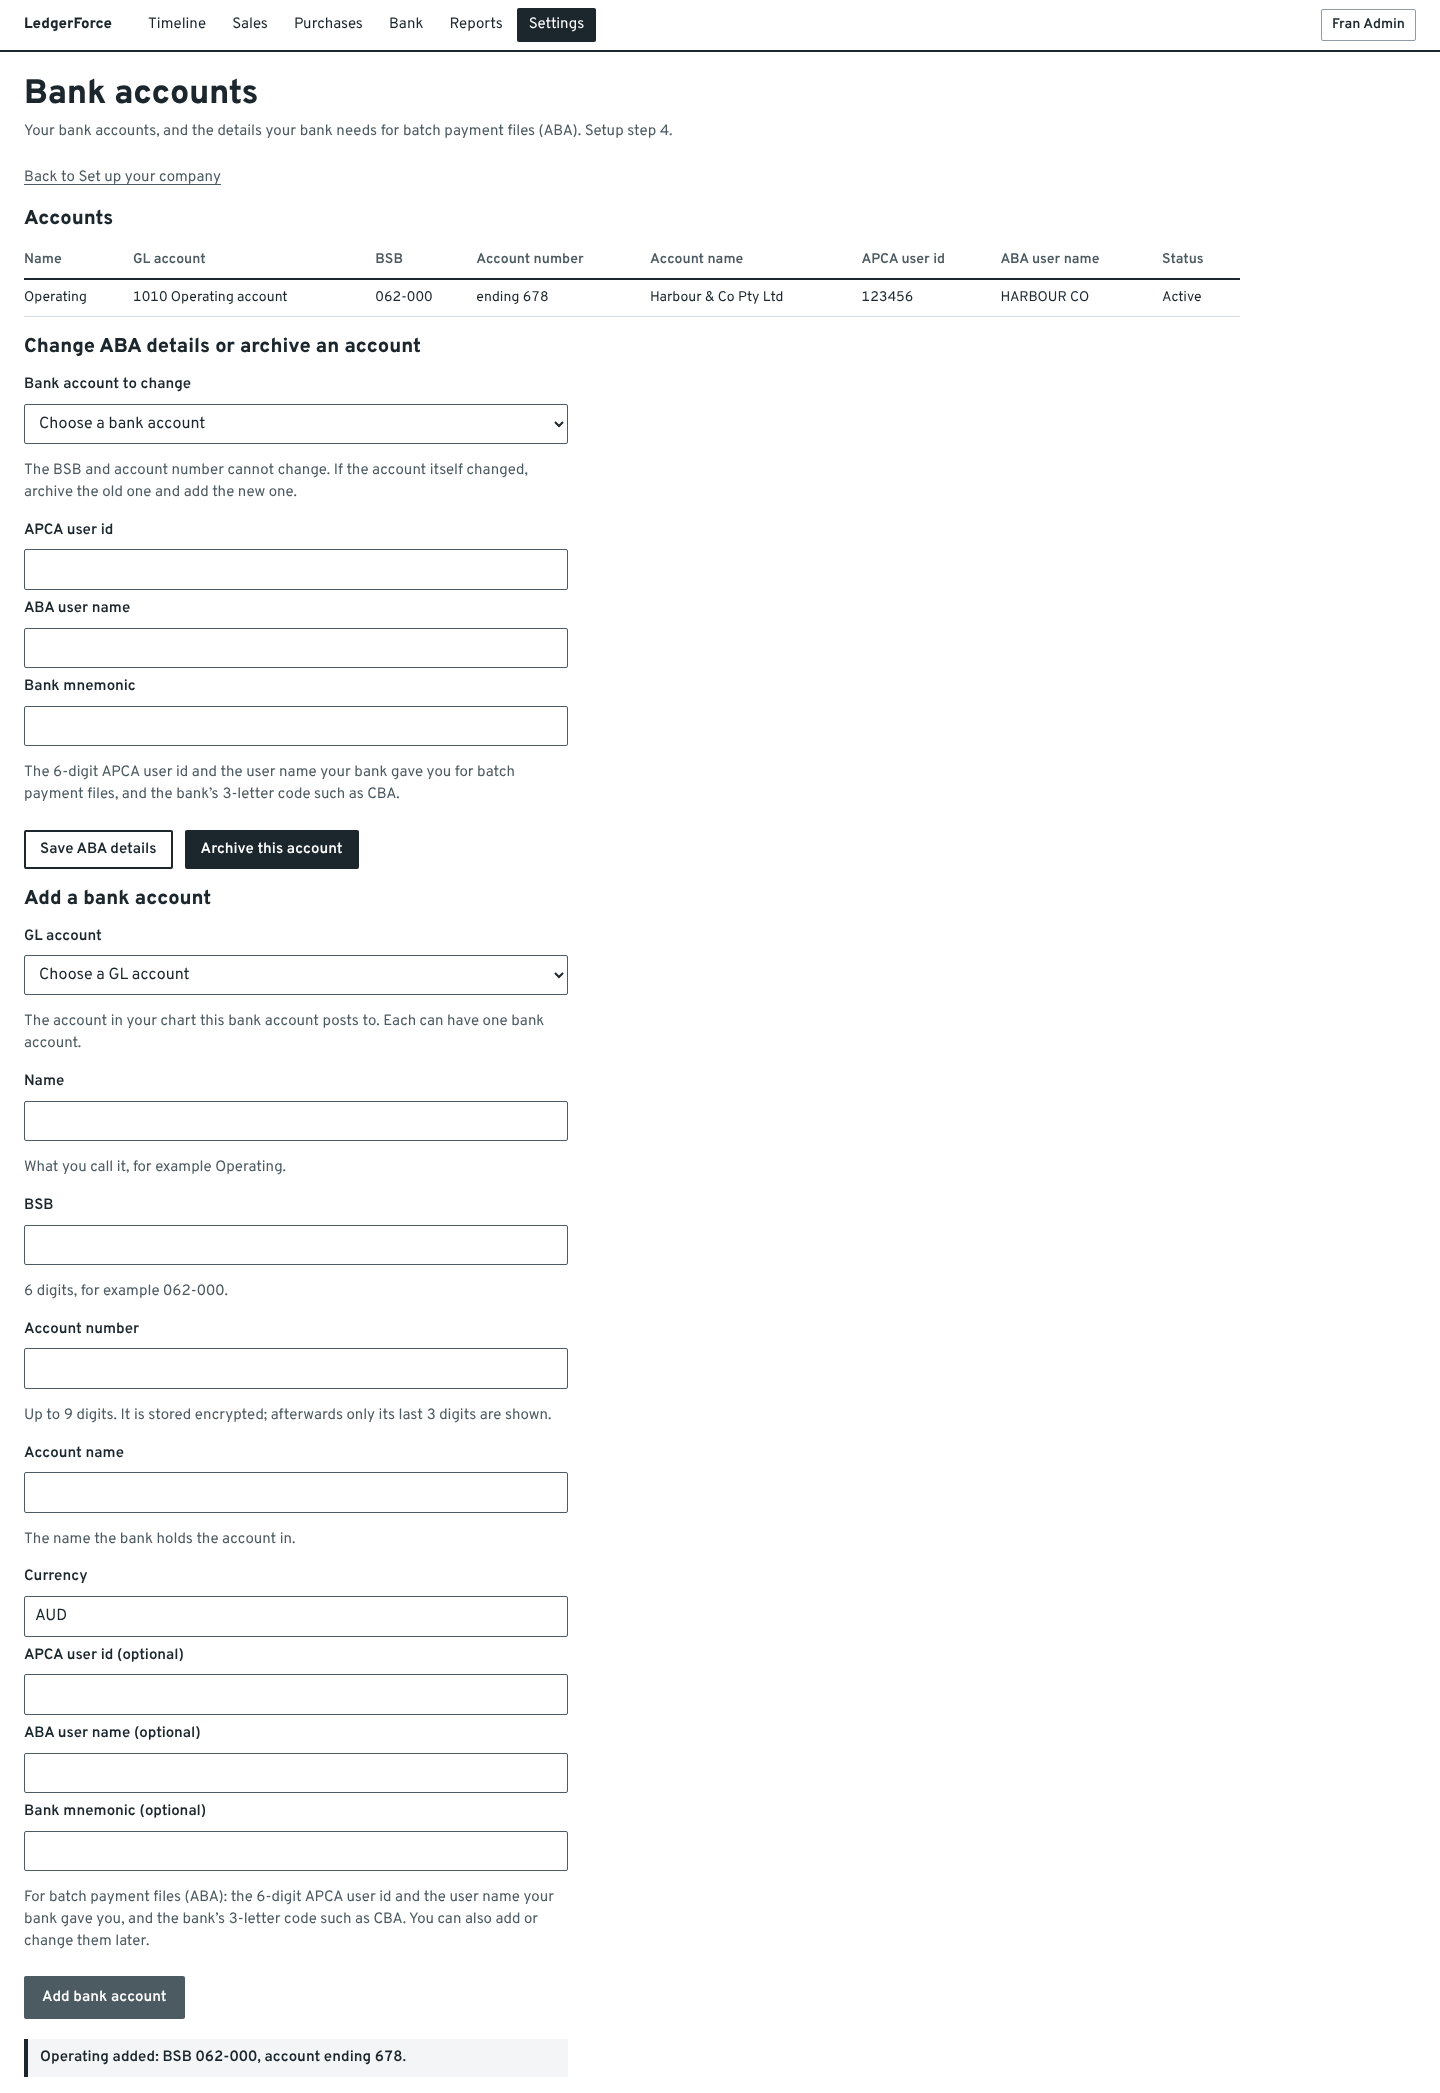 LedgerForce Timeline Sales Purchases Bank Reports Settings Fran Admin
Bank accounts
Your bank accounts, and the details your bank needs for batch payment files (ABA). Setup step 4.
Back to Set up your company
Accounts
Name GL account BSB Account number Account name APCA user id ABA user name Status
Operating 1010 Operating account 062-000 ending 678 Harbour & Co Pty Ltd 123456 HARBOUR CO Active
Change ABA details or archive an account
Bank account to change
Choose a bank account
The BSB and account number cannot change. If the account itself changed,
archive the old one and add the new one.
APCA user id
ABA user name
Bank mnemonic
The 6-digit APCA user id and the user name your bank gave you for batch
payment files, and the bank’s 3-letter code such as CBA.
Save ABA details Archive this account
Add a bank account
GL account
Choose a GL account
The account in your chart this bank account posts to. Each can have one bank
account.
Name
What you call it, for example Operating.
BSB
6 digits, for example 062-000.
Account number
Up to 9 digits. It is stored encrypted; afterwards only its last 3 digits are shown.
Account name
The name the bank holds the account in.
Currency
AUD
APCA user id (optional)
ABA user name (optional)
Bank mnemonic (optional)
For batch payment files (ABA): the 6-digit APCA user id and the user name your
bank gave you, and the bank’s 3-letter code such as CBA. You can also add or
change them later.
Add bank account
Operating added: BSB 062-000, account ending 678.